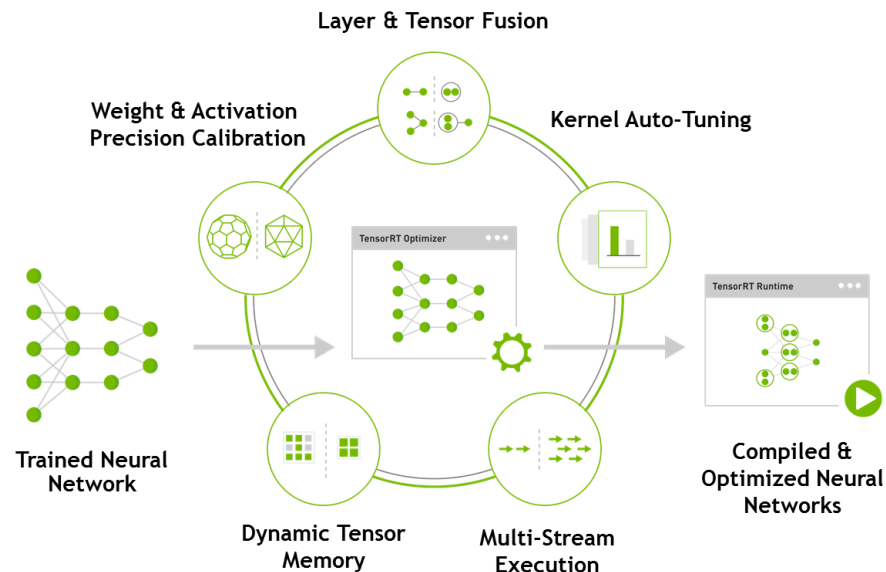 Layer & Tensor Fusion
Weight & Activation
Precision Calibration
Kernel Auto-Tuning
TensorRT Optimizer
TensorRT Runtime
Trained Neural
Network
Compiled &
Optimized Neural
Networks
Dynamic Tensor
Memory
Multi-Stream
Execution